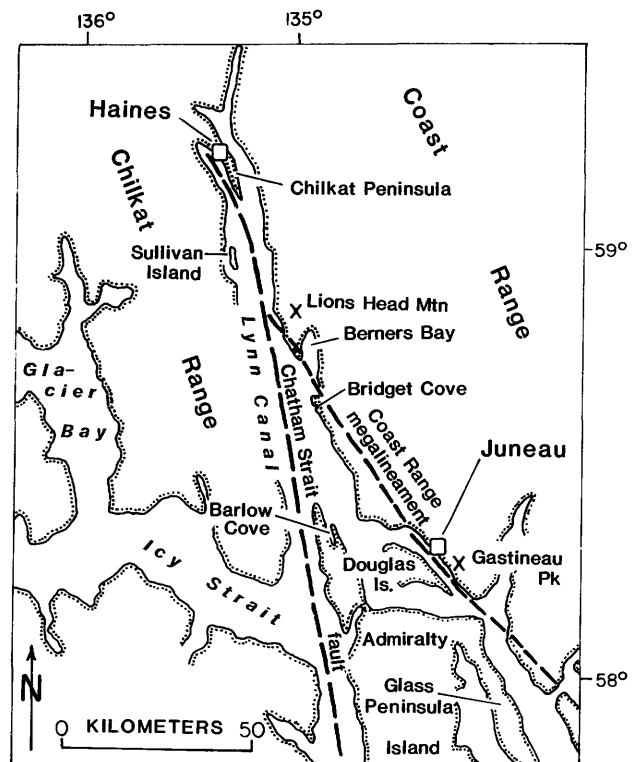 136°
135°
Haines
Coast
Chilkat
Chilkat Peninsula
Sullivan
Island
59°
Lions Head Mtn
Range
Berners Bay
Gla-
cier
Bay
Range
Lynn Canal
Chatham Strait
Bridget Cove
Coast Range
megalineament
Juneau
Barlow
Cove
Icy Strait
Douglas
Is.
Gastineau
Pk
fault
Admiralty
58°
Glass
Peninsula
Island
N
0 KILOMETERS 50